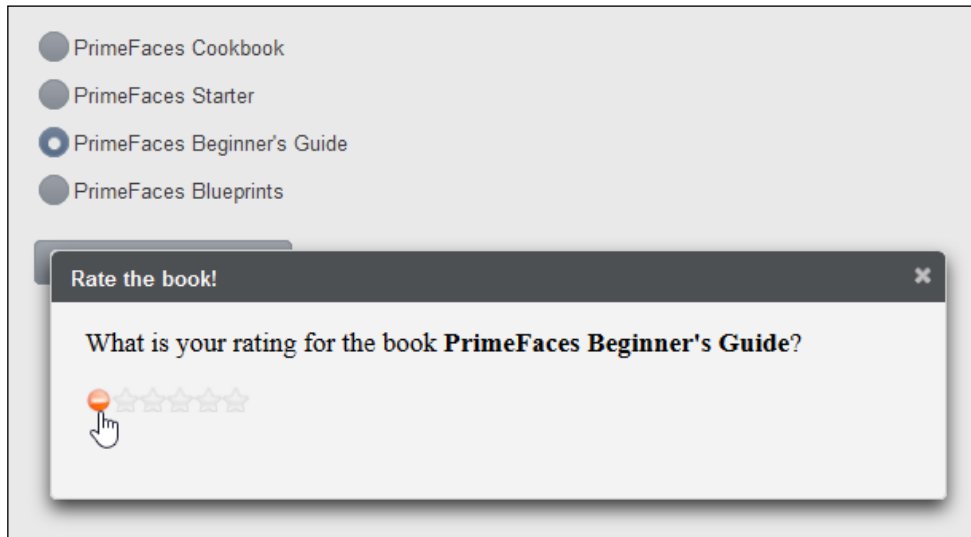 PrimeFaces Cookbook
PrimeFaces Starter
PrimeFaces Beginner's Guide
PrimeFaces Blueprints
Rate the book!
What is your rating for the book PrimeFaces Beginner's Guide?